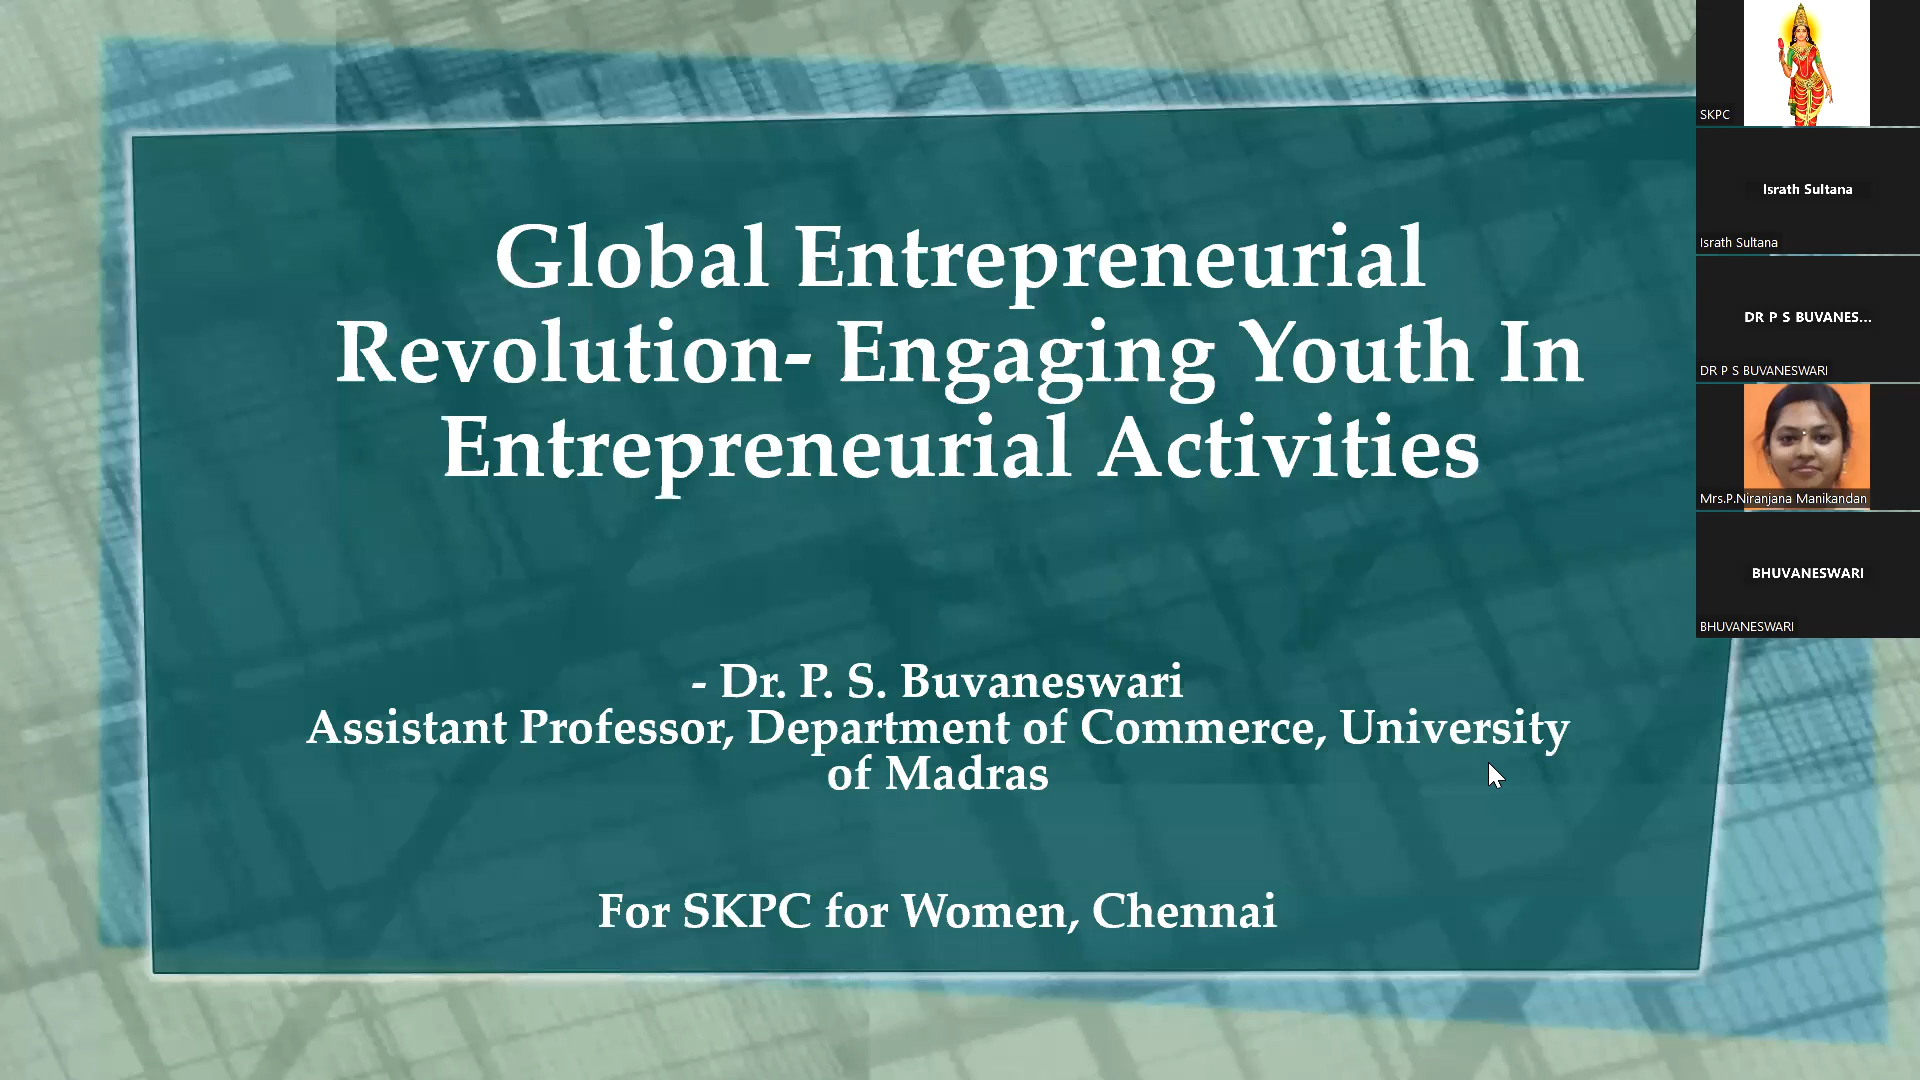 Global Entrepreneurial
Revolution- Engaging Youth In
Entrepreneurial Activities
- Dr. P. S. Buvaneswari
Assistant Professor, Department of Commerce, University
of Madras
For SKPC for Women, Chennai
SKPC
Israth Sultana
Israth Sultana
DR P S BUVANES...
DR P S BUVANESWARI
Mrs.P.Niranjana Manikandan
BHUVANESWARI
BHUVANESWARI